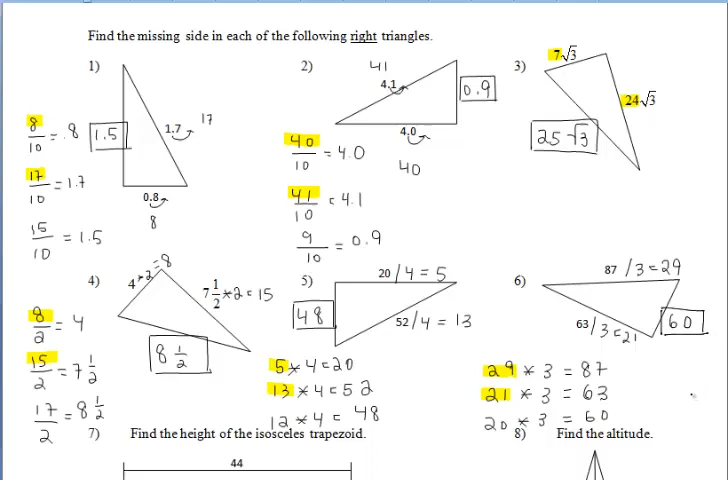 Find the missing side in each of the following right triangles.
1)
8/10 = .8
1.5
1.7
17
17/10 = 1.7
0.8
8
15/10 = 1.5
2)
41
4.1
0.9
4.0
40
40/10 = 4.0
41/10 = 4.1
9/10 = 0.9
3)
7√3
24√3
25√3
4)
4*2=8
7 1/2 *2=15
8 1/2
8/2 = 4
15/2 = 7 1/2
17/2 = 8 1/2
5)
20/4 = 5
48
52/4 = 13
5*4=20
13*4=52
12*4=48
6)
87/3=29
63/3=21
60
29*3=87
21*3=63
20*3=60
7) Find the height of the isosceles trapezoid.
44
8) Find the altitude.